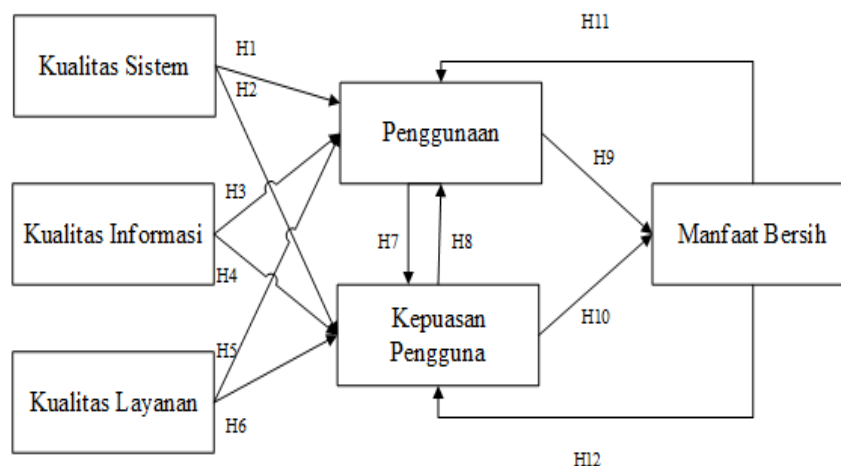 H11
Kualitas Sistem
H1
H2
Penggunaan
H9
H3
Kualitas Informasi
H4
H7
H8
Manfaat Bersih
Kepuasan
Pengguna
H10
H5
Kualitas Layanan
H6
H12